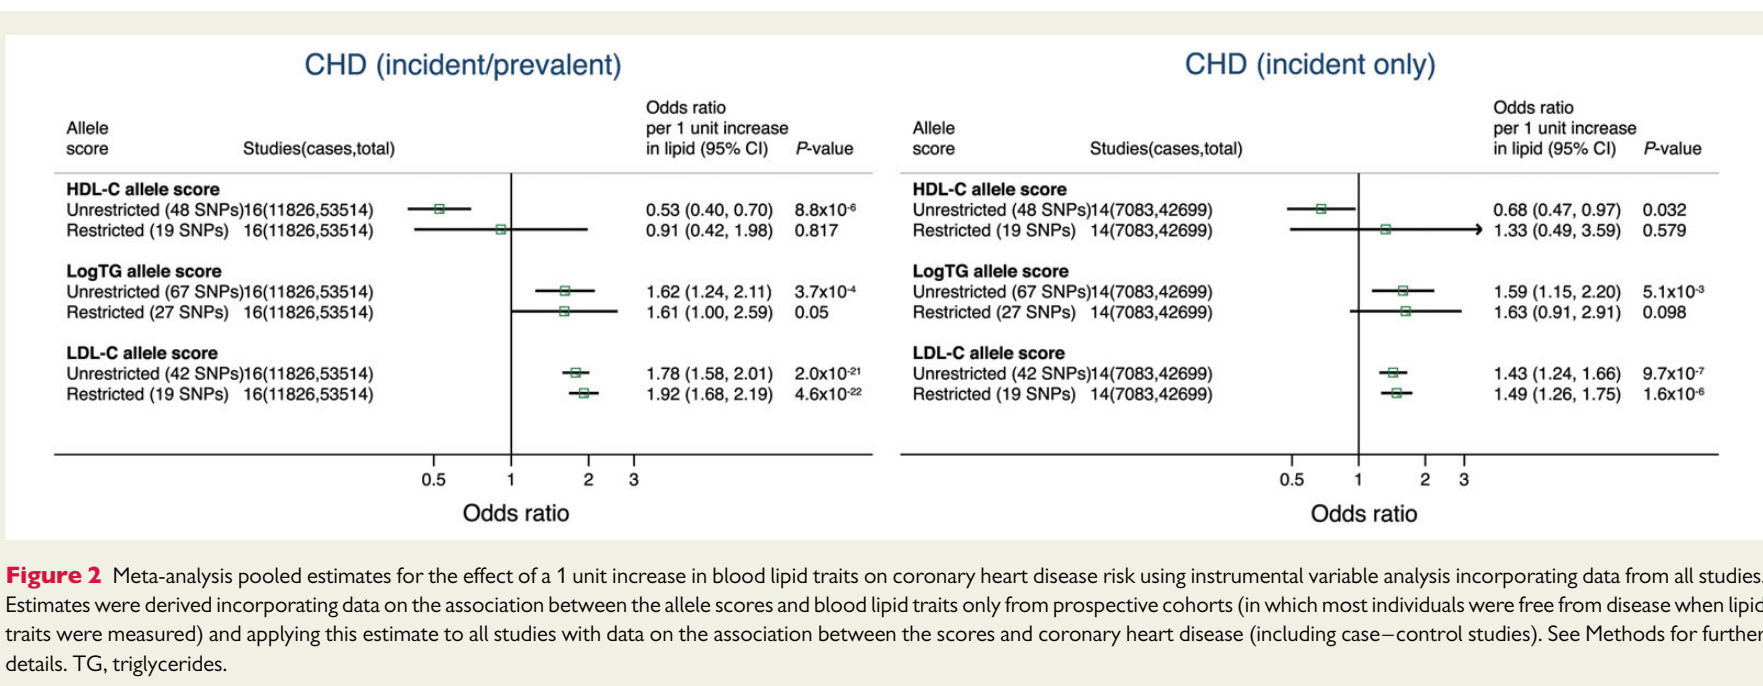 CHD (incident/prevalent)
Allele score Studies(cases,total) Odds ratio per 1 unit increase in lipid (95% CI) P-value
HDL-C allele score
Unrestricted (48 SNPs)16(11826,53514) 0.53 (0.40, 0.70) 8.8x10⁻⁶
Restricted (19 SNPs) 16(11826,53514) 0.91 (0.42, 1.98) 0.817
LogTG allele score
Unrestricted (67 SNPs)16(11826,53514) 1.62 (1.24, 2.11) 3.7x10⁻⁴
Restricted (27 SNPs) 16(11826,53514) 1.61 (1.00, 2.59) 0.05
LDL-C allele score
Unrestricted (42 SNPs)16(11826,53514) 1.78 (1.58, 2.01) 2.0x10⁻²¹
Restricted (19 SNPs) 16(11826,53514) 1.92 (1.68, 2.19) 4.6x10⁻²²
0.5 1 2 3
Odds ratio
CHD (incident only)
Allele score Studies(cases,total) Odds ratio per 1 unit increase in lipid (95% CI) P-value
HDL-C allele score
Unrestricted (48 SNPs)14(7083,42699) 0.68 (0.47, 0.97) 0.032
Restricted (19 SNPs) 14(7083,42699) 1.33 (0.49, 3.59) 0.579
LogTG allele score
Unrestricted (67 SNPs)14(7083,42699) 1.59 (1.15, 2.20) 5.1x10⁻³
Restricted (27 SNPs) 14(7083,42699) 1.63 (0.91, 2.91) 0.098
LDL-C allele score
Unrestricted (42 SNPs)14(7083,42699) 1.43 (1.24, 1.66) 9.7x10⁻⁷
Restricted (19 SNPs) 14(7083,42699) 1.49 (1.26, 1.75) 1.6x10⁻⁶
0.5 1 2 3
Odds ratio
Figure 2 Meta-analysis pooled estimates for the effect of a 1 unit increase in blood lipid traits on coronary heart disease risk using instrumental variable analysis incorporating data from all studies.
Estimates were derived incorporating data on the association between the allele scores and blood lipid traits only from prospective cohorts (in which most individuals were free from disease when lipid
traits were measured) and applying this estimate to all studies with data on the association between the scores and coronary heart disease (including case–control studies). See Methods for further
details. TG, triglycerides.